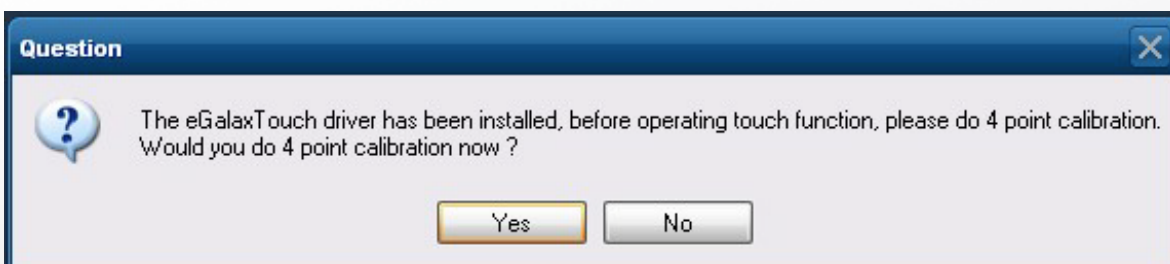 Question
The eGalaxTouch driver has been installed, before operating touch function, please do 4 point calibration.
Would you do 4 point calibration now ?
Yes
No